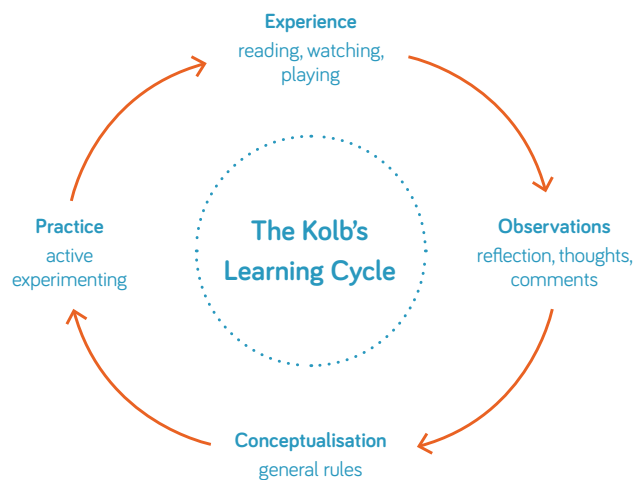 Experience
reading, watching,
playing
Observations
reflection, thoughts,
comments
Conceptualisation
general rules
Practice
active
experimenting
The Kolb's
Learning Cycle